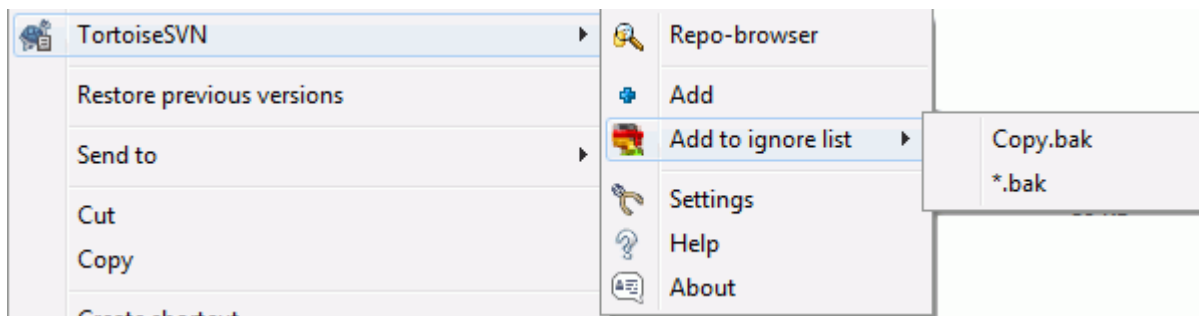 TortoiseSVN
Restore previous versions
Send to
Cut
Copy
Repo-browser
Add
Add to ignore list
Settings
Help
About
Copy.bak
*.bak